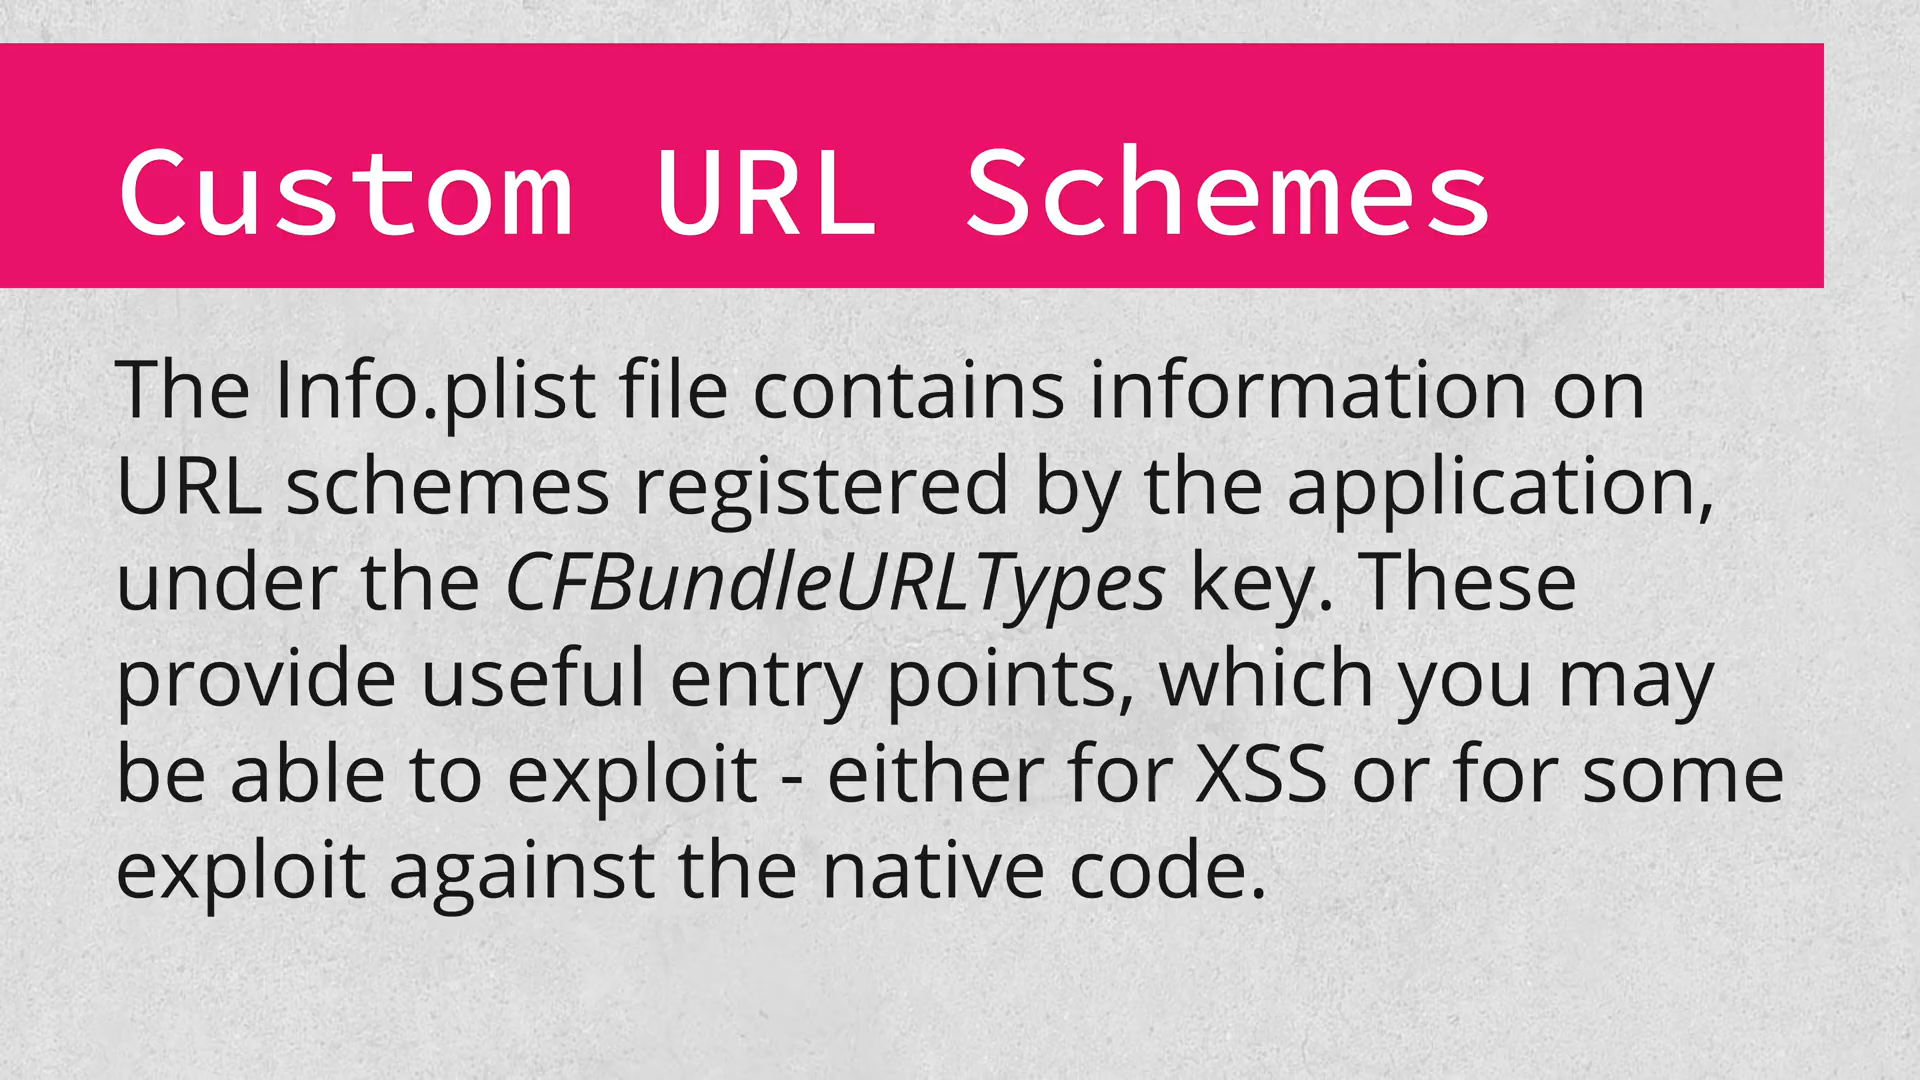 Custom URL Schemes
The Info.plist file contains information on
URL schemes registered by the application,
under the CFBundleURLTypes key. These
provide useful entry points, which you may
be able to exploit - either for XSS or for some
exploit against the native code.